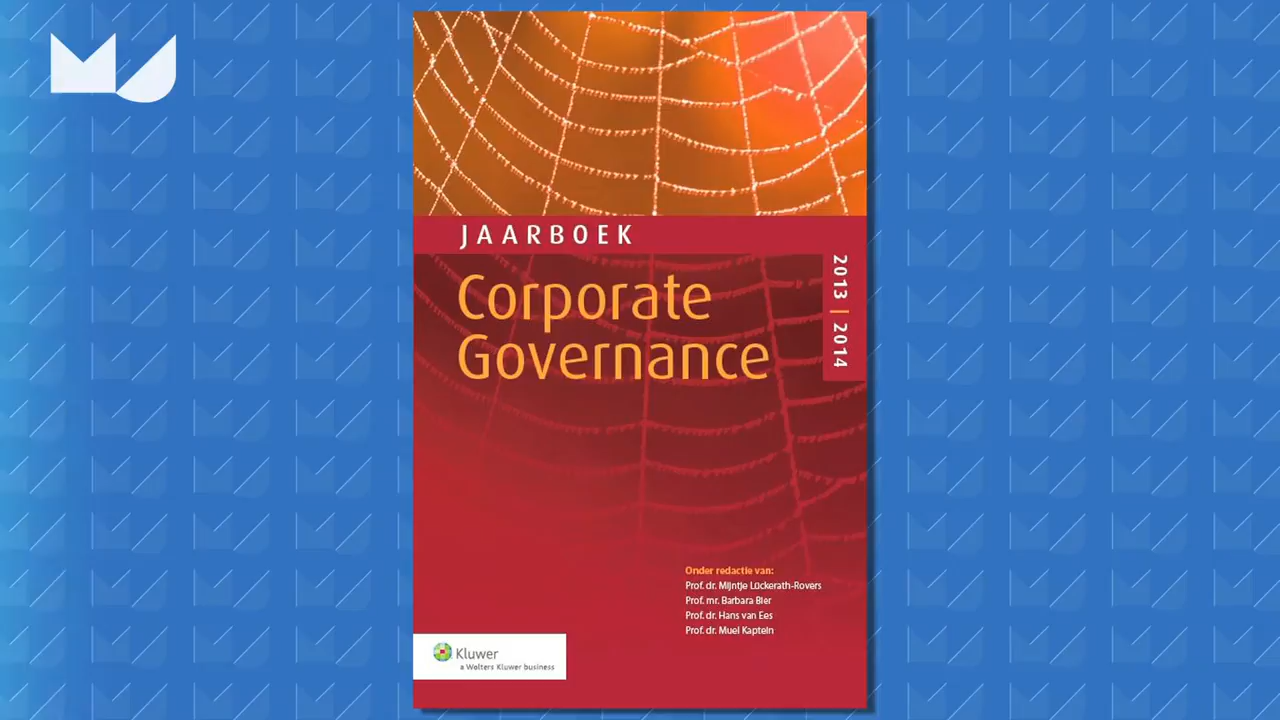 JAARBOEK
Corporate
Governance
2013 | 2014
Onder redactie van:
Prof. dr. Mijntje Lückerath-Rovers
Prof. mr. Barbara Bier
Prof. dr. Hans van Ees
Prof. dr. Muel Kaptein
Kluwer
a Wolters Kluwer business